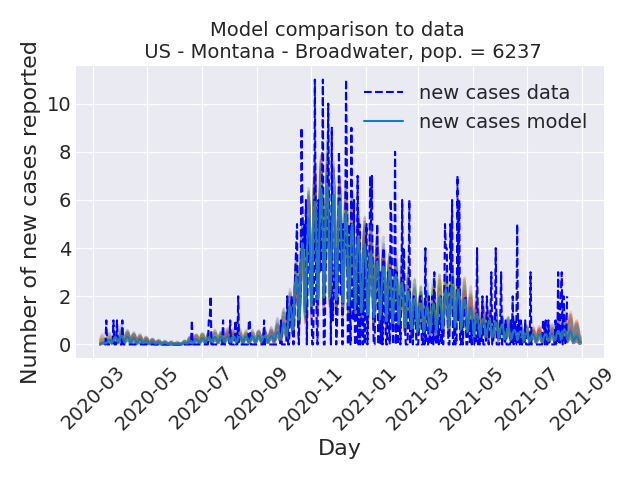 Model comparison to data
US - Montana - Broadwater, pop. = 6237
Number of new cases reported
10
8
6
4
2
0
new cases data
new cases model
2020-03
2020-05
2020-07
2020-09
2020-11
2021-01
2021-03
2021-05
2021-07
2021-09
Day